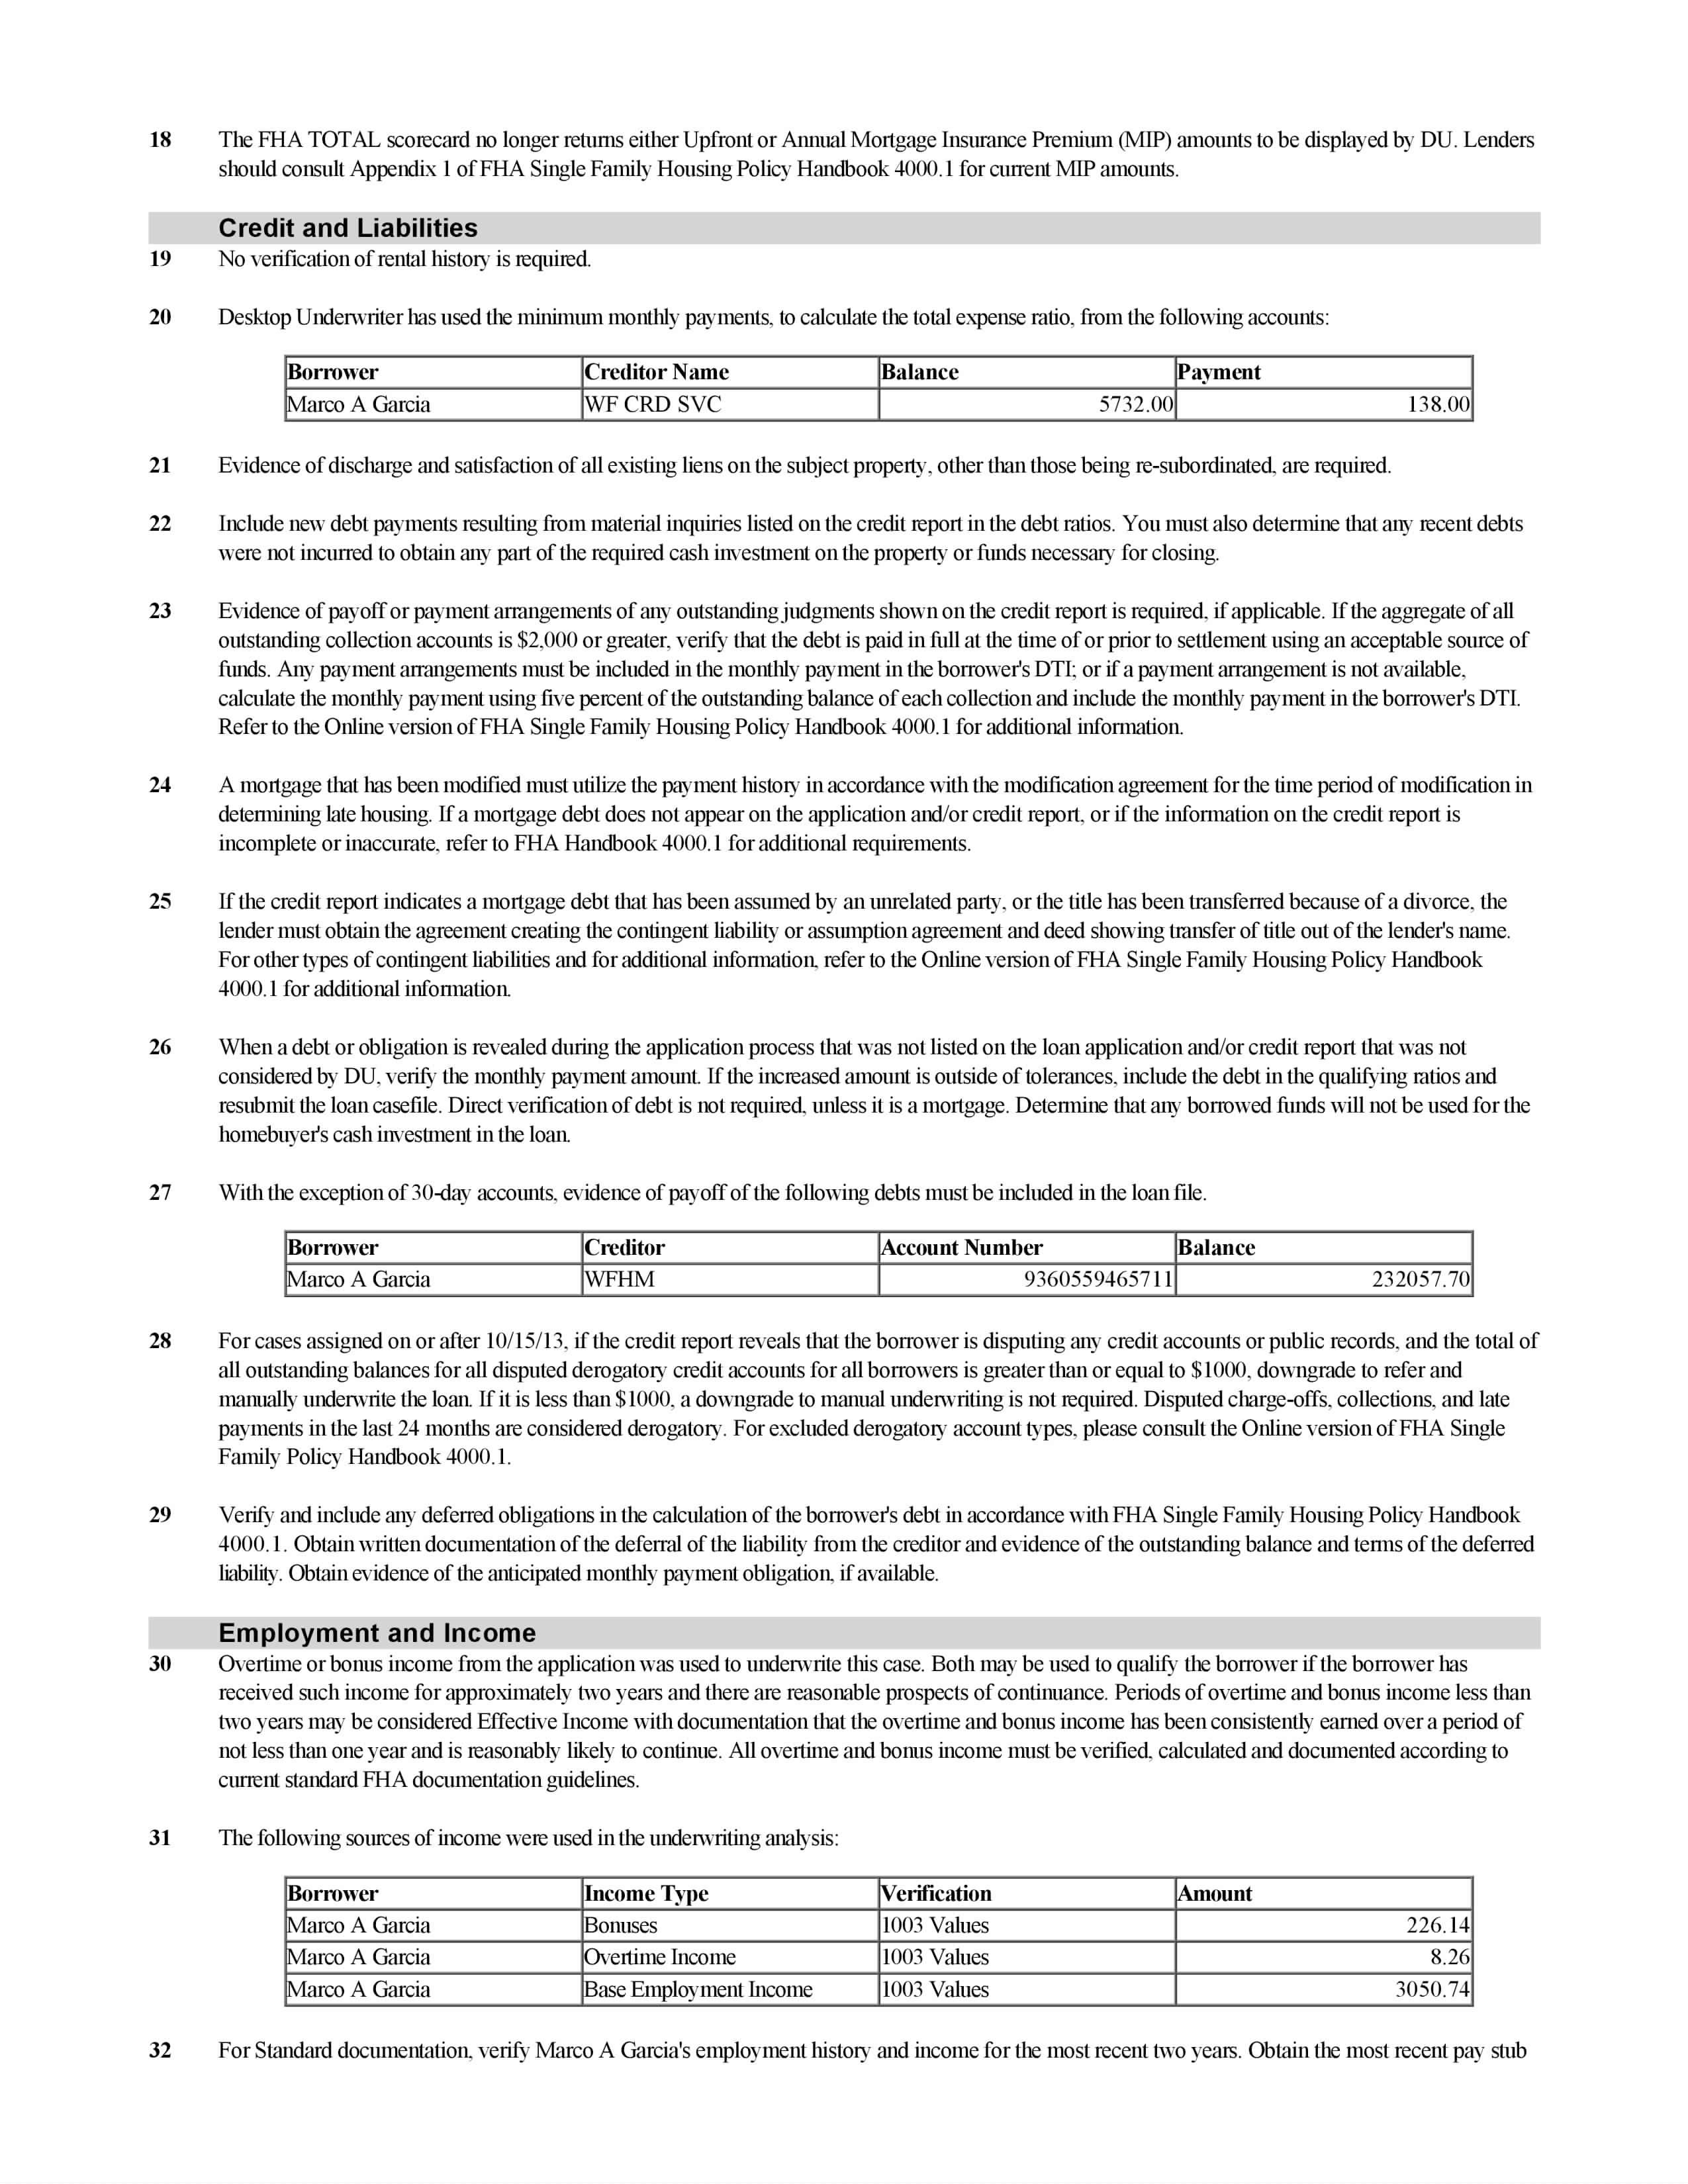 18 The FHA TOTAL scorecard no longer returns either Upfront or Annual Mortgage Insurance Premium (MIP) amounts to be displayed by DU. Lenders
should consult Appendix 1 of FHA Single Family Housing Policy Handbook 4000.1 for current MIP amounts.
Credit and Liabilities
19 No verification of rental history is required.
20 Desktop Underwriter has used the minimum monthly payments, to calculate the total expense ratio, from the following accounts:
Borrower Creditor Name Balance Payment
Marco A Garcia WF CRD SVC 5732.00 138.00
21 Evidence of discharge and satisfaction of all existing liens on the subject property, other than those being re-subordinated, are required.
22 Include new debt payments resulting from material inquiries listed on the credit report in the debt ratios. You must also determine that any recent debts
were not incurred to obtain any part of the required cash investment on the property or funds necessary for closing.
23 Evidence of payoff or payment arrangements of any outstanding judgments shown on the credit report is required, if applicable. If the aggregate of all
outstanding collection accounts is $2,000 or greater, verify that the debt is paid in full at the time of or prior to settlement using an acceptable source of
funds. Any payment arrangements must be included in the monthly payment in the borrower's DTI; or if a payment arrangement is not available,
calculate the monthly payment using five percent of the outstanding balance of each collection and include the monthly payment in the borrower's DTI.
Refer to the Online version of FHA Single Family Housing Policy Handbook 4000.1 for additional information.
24 A mortgage that has been modified must utilize the payment history in accordance with the modification agreement for the time period of modification in
determining late housing. If a mortgage debt does not appear on the application and/or credit report, or if the information on the credit report is
incomplete or inaccurate, refer to FHA Handbook 4000.1 for additional requirements.
25 If the credit report indicates a mortgage debt that has been assumed by an unrelated party, or the title has been transferred because of a divorce, the
lender must obtain the agreement creating the contingent liability or assumption agreement and deed showing transfer of title out of the lender's name.
For other types of contingent liabilities and for additional information, refer to the Online version of FHA Single Family Housing Policy Handbook
4000.1 for additional information.
26 When a debt or obligation is revealed during the application process that was not listed on the loan application and/or credit report that was not
considered by DU, verify the monthly payment amount. If the increased amount is outside of tolerances, include the debt in the qualifying ratios and
resubmit the loan casefile. Direct verification of debt is not required, unless it is a mortgage. Determine that any borrowed funds will not be used for the
homebuyer's cash investment in the loan.
27 With the exception of 30-day accounts, evidence of payoff of the following debts must be included in the loan file.
Borrower Creditor Account Number Balance
Marco A Garcia WFHM 9360559465711 232057.70
28 For cases assigned on or after 10/15/13, if the credit report reveals that the borrower is disputing any credit accounts or public records, and the total of
all outstanding balances for all disputed derogatory credit accounts for all borrowers is greater than or equal to $1000, downgrade to refer and
manually underwrite the loan. If it is less than $1000, a downgrade to manual underwriting is not required. Disputed charge-offs, collections, and late
payments in the last 24 months are considered derogatory. For excluded derogatory account types, please consult the Online version of FHA Single
Family Policy Handbook 4000.1.
29 Verify and include any deferred obligations in the calculation of the borrower's debt in accordance with FHA Single Family Housing Policy Handbook
4000.1. Obtain written documentation of the deferral of the liability from the creditor and evidence of the outstanding balance and terms of the deferred
liability. Obtain evidence of the anticipated monthly payment obligation, if available.
Employment and Income
30 Overtime or bonus income from the application was used to underwrite this case. Both may be used to qualify the borrower if the borrower has
received such income for approximately two years and there are reasonable prospects of continuance. Periods of overtime and bonus income less than
two years may be considered Effective Income with documentation that the overtime and bonus income has been consistently earned over a period of
not less than one year and is reasonably likely to continue. All overtime and bonus income must be verified, calculated and documented according to
current standard FHA documentation guidelines.
31 The following sources of income were used in the underwriting analysis:
Borrower Income Type Verification Amount
Marco A Garcia Bonuses 1003 Values 226.14
Marco A Garcia Overtime Income 1003 Values 8.26
Marco A Garcia Base Employment Income 1003 Values 3050.74
32 For Standard documentation, verify Marco A Garcia's employment history and income for the most recent two years. Obtain the most recent pay stub